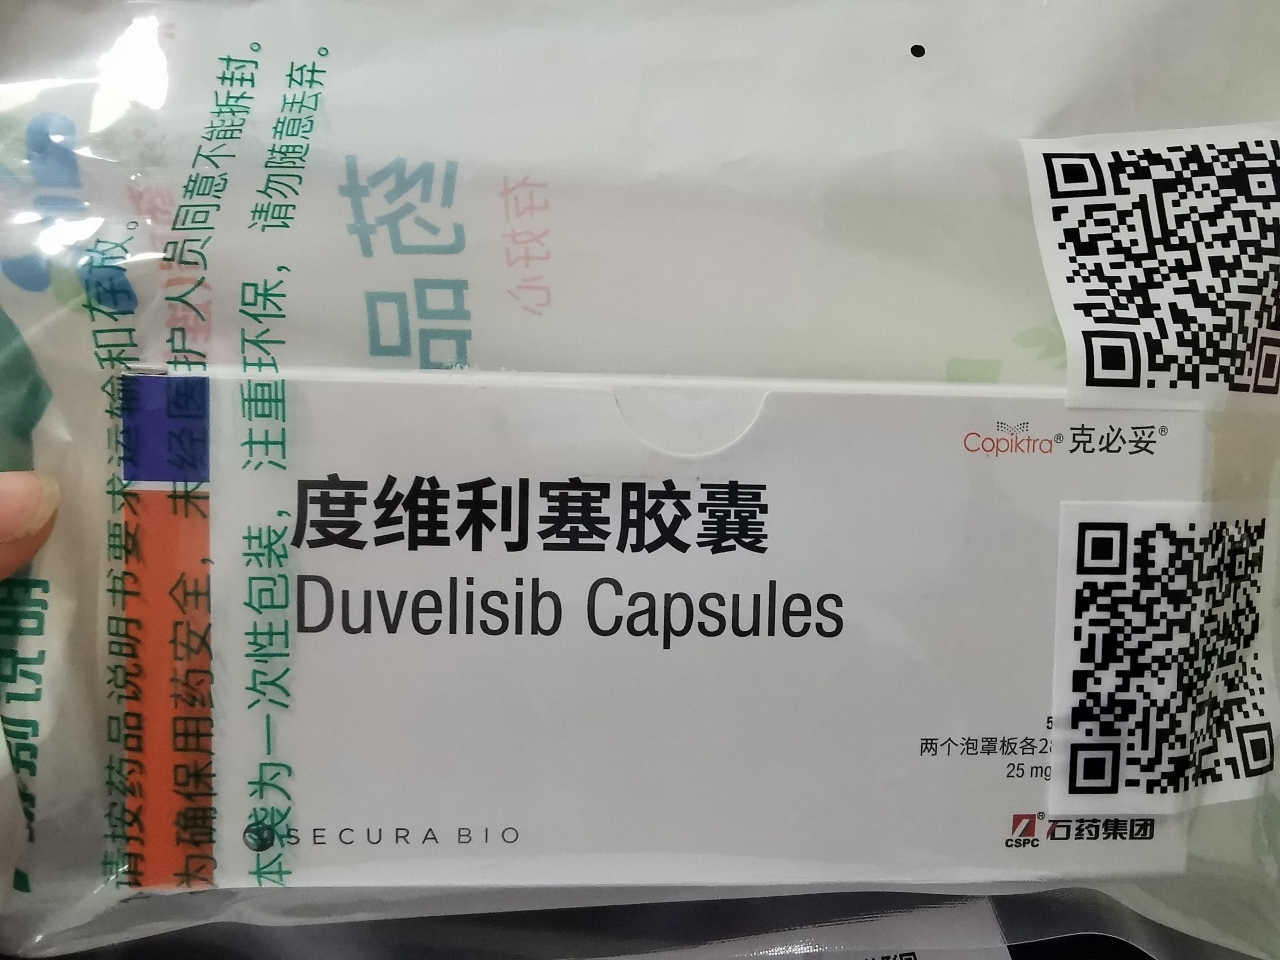 请按药品说明书要求运输和存放。
为确保用药安全，未经医护人员同意不能拆封。
本袋为一次性包装，注重环保，请勿随意丢弃。
Copiktra® 克必妥®
度维利塞胶囊
Duvelisib Capsules
5
两个泡罩板各28
25 mg
SECURA BIO
CSPC® 石药集团